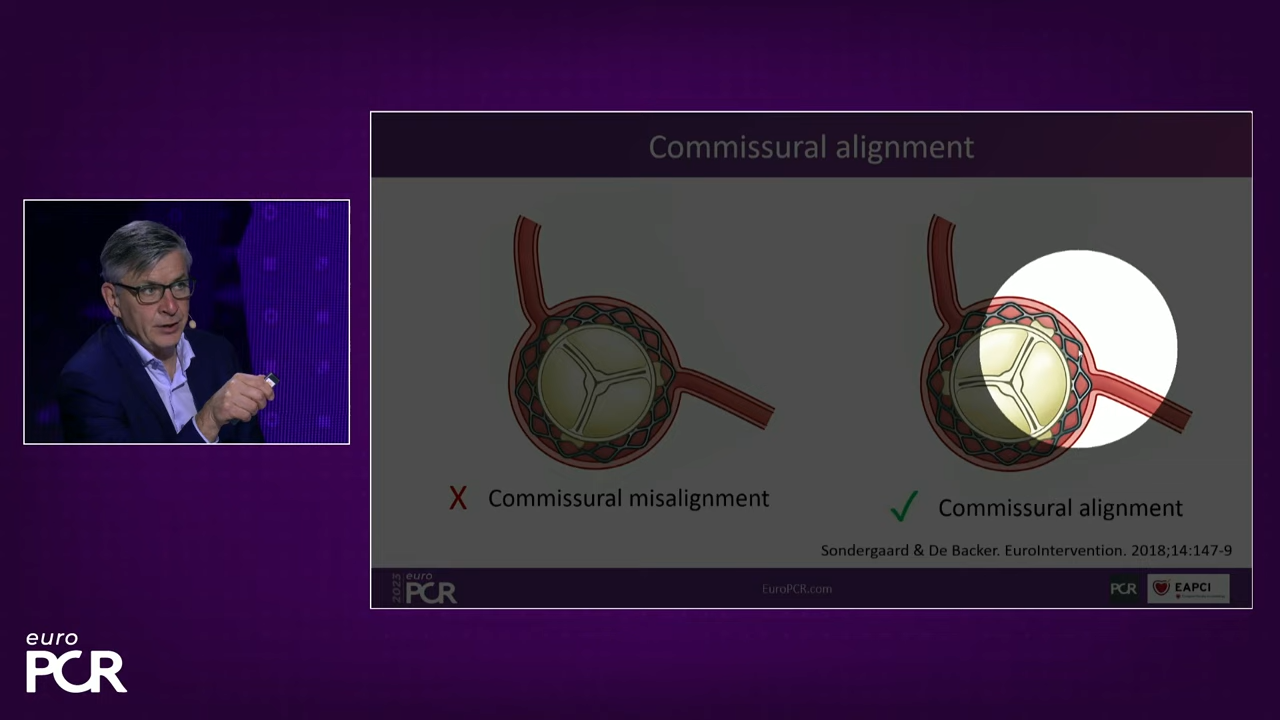 Commissural alignment
X Commissural misalignment
✓ Commissural alignment
Sondergaard & De Backer. EuroIntervention. 2018;14:147-9
2023 euro PCR
EuroPCR.com
PCR
EAPCI
euro
PCR